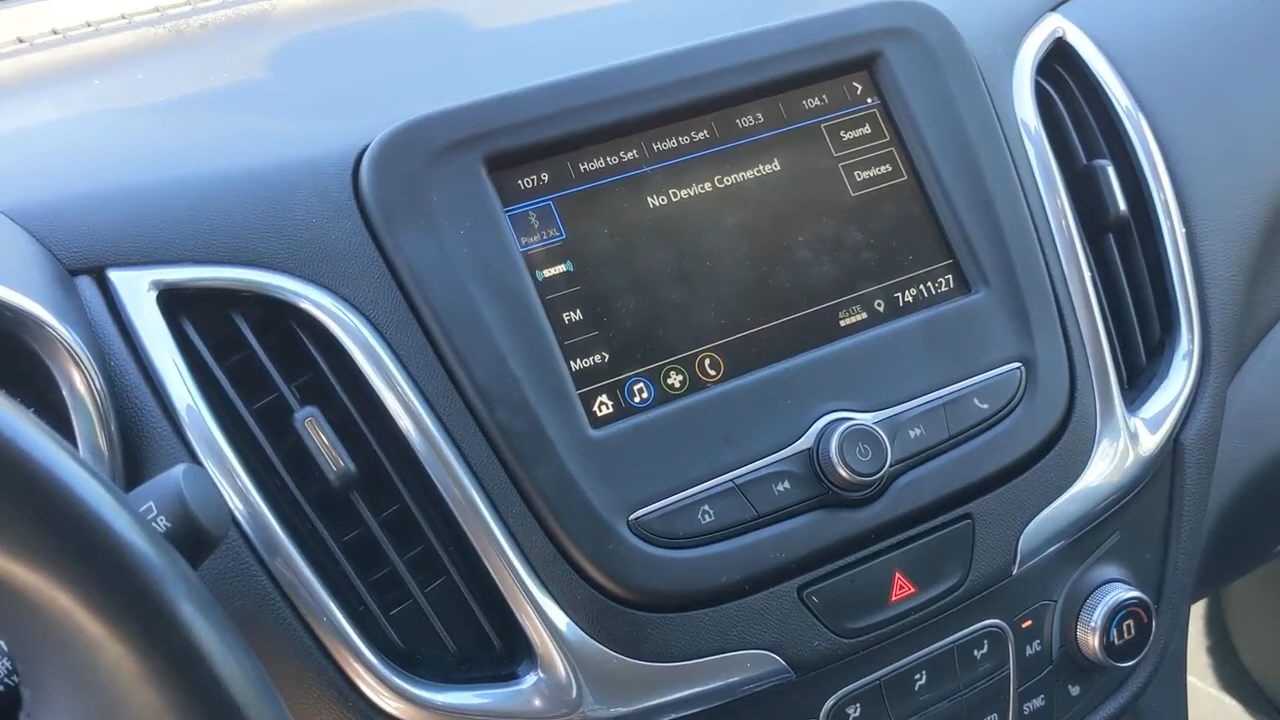 107.9 Hold to Set Hold to Set 103.3 104.1
Sound
No Device Connected
Devices
Pixel 2 XL
sxm
FM
More
4G LTE 74° 11:27
LO
A/C
SYNC
OFF